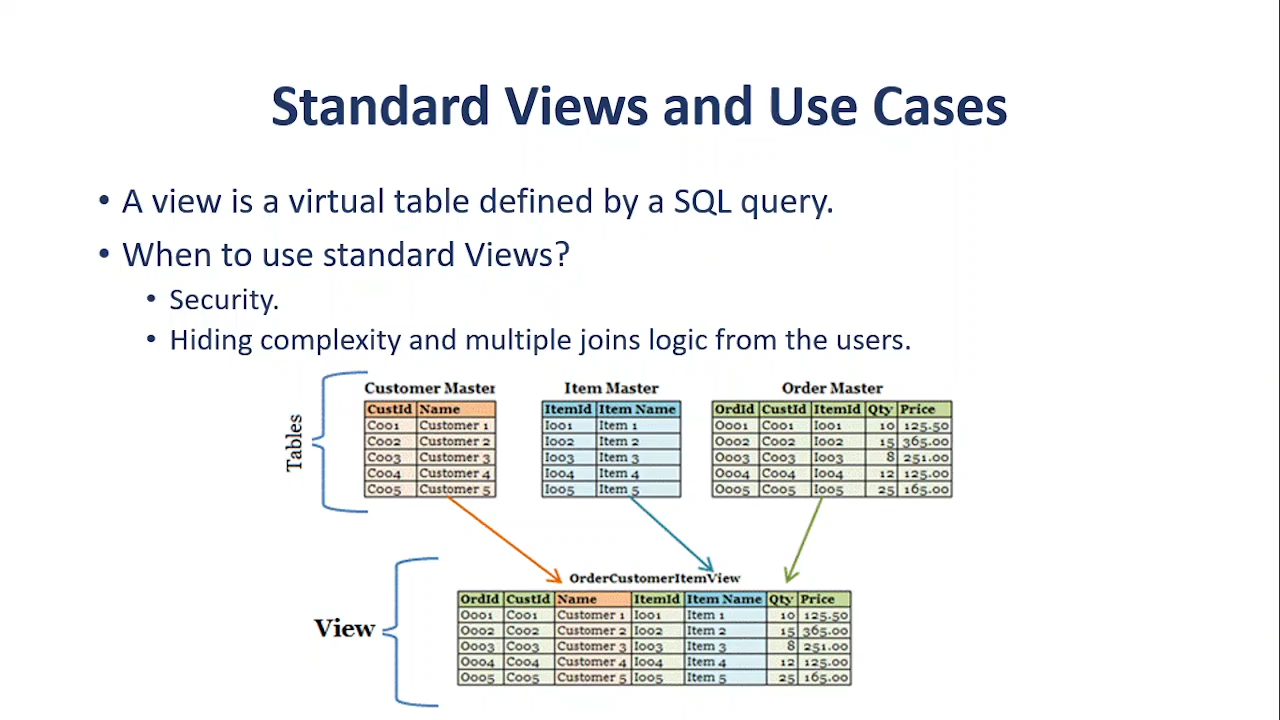 Standard Views and Use Cases
• A view is a virtual table defined by a SQL query.
• When to use standard Views?
• Security.
• Hiding complexity and multiple joins logic from the users.
Tables
Customer Master
CustId Name
C001 Customer 1
C002 Customer 2
C003 Customer 3
C004 Customer 4
C005 Customer 5
Item Master
ItemId Item Name
I001 Item 1
I002 Item 2
I003 Item 3
I004 Item 4
I005 Item 5
Order Master
OrdId CustId ItemId Qty Price
O001 C001 I001 10 125.50
O002 C002 I002 15 365.00
O003 C003 I003 8 251.00
O004 C004 I004 12 125.00
O005 C005 I005 25 165.00
View
OrderCustomerItemView
OrdId CustId Name ItemId Item Name Qty Price
O001 C001 Customer 1 I001 Item 1 10 125.50
O002 C002 Customer 2 I002 Item 2 15 365.00
O003 C003 Customer 3 I003 Item 3 8 251.00
O004 C004 Customer 4 I004 Item 4 12 125.00
O005 C005 Customer 5 I005 Item 5 25 165.00